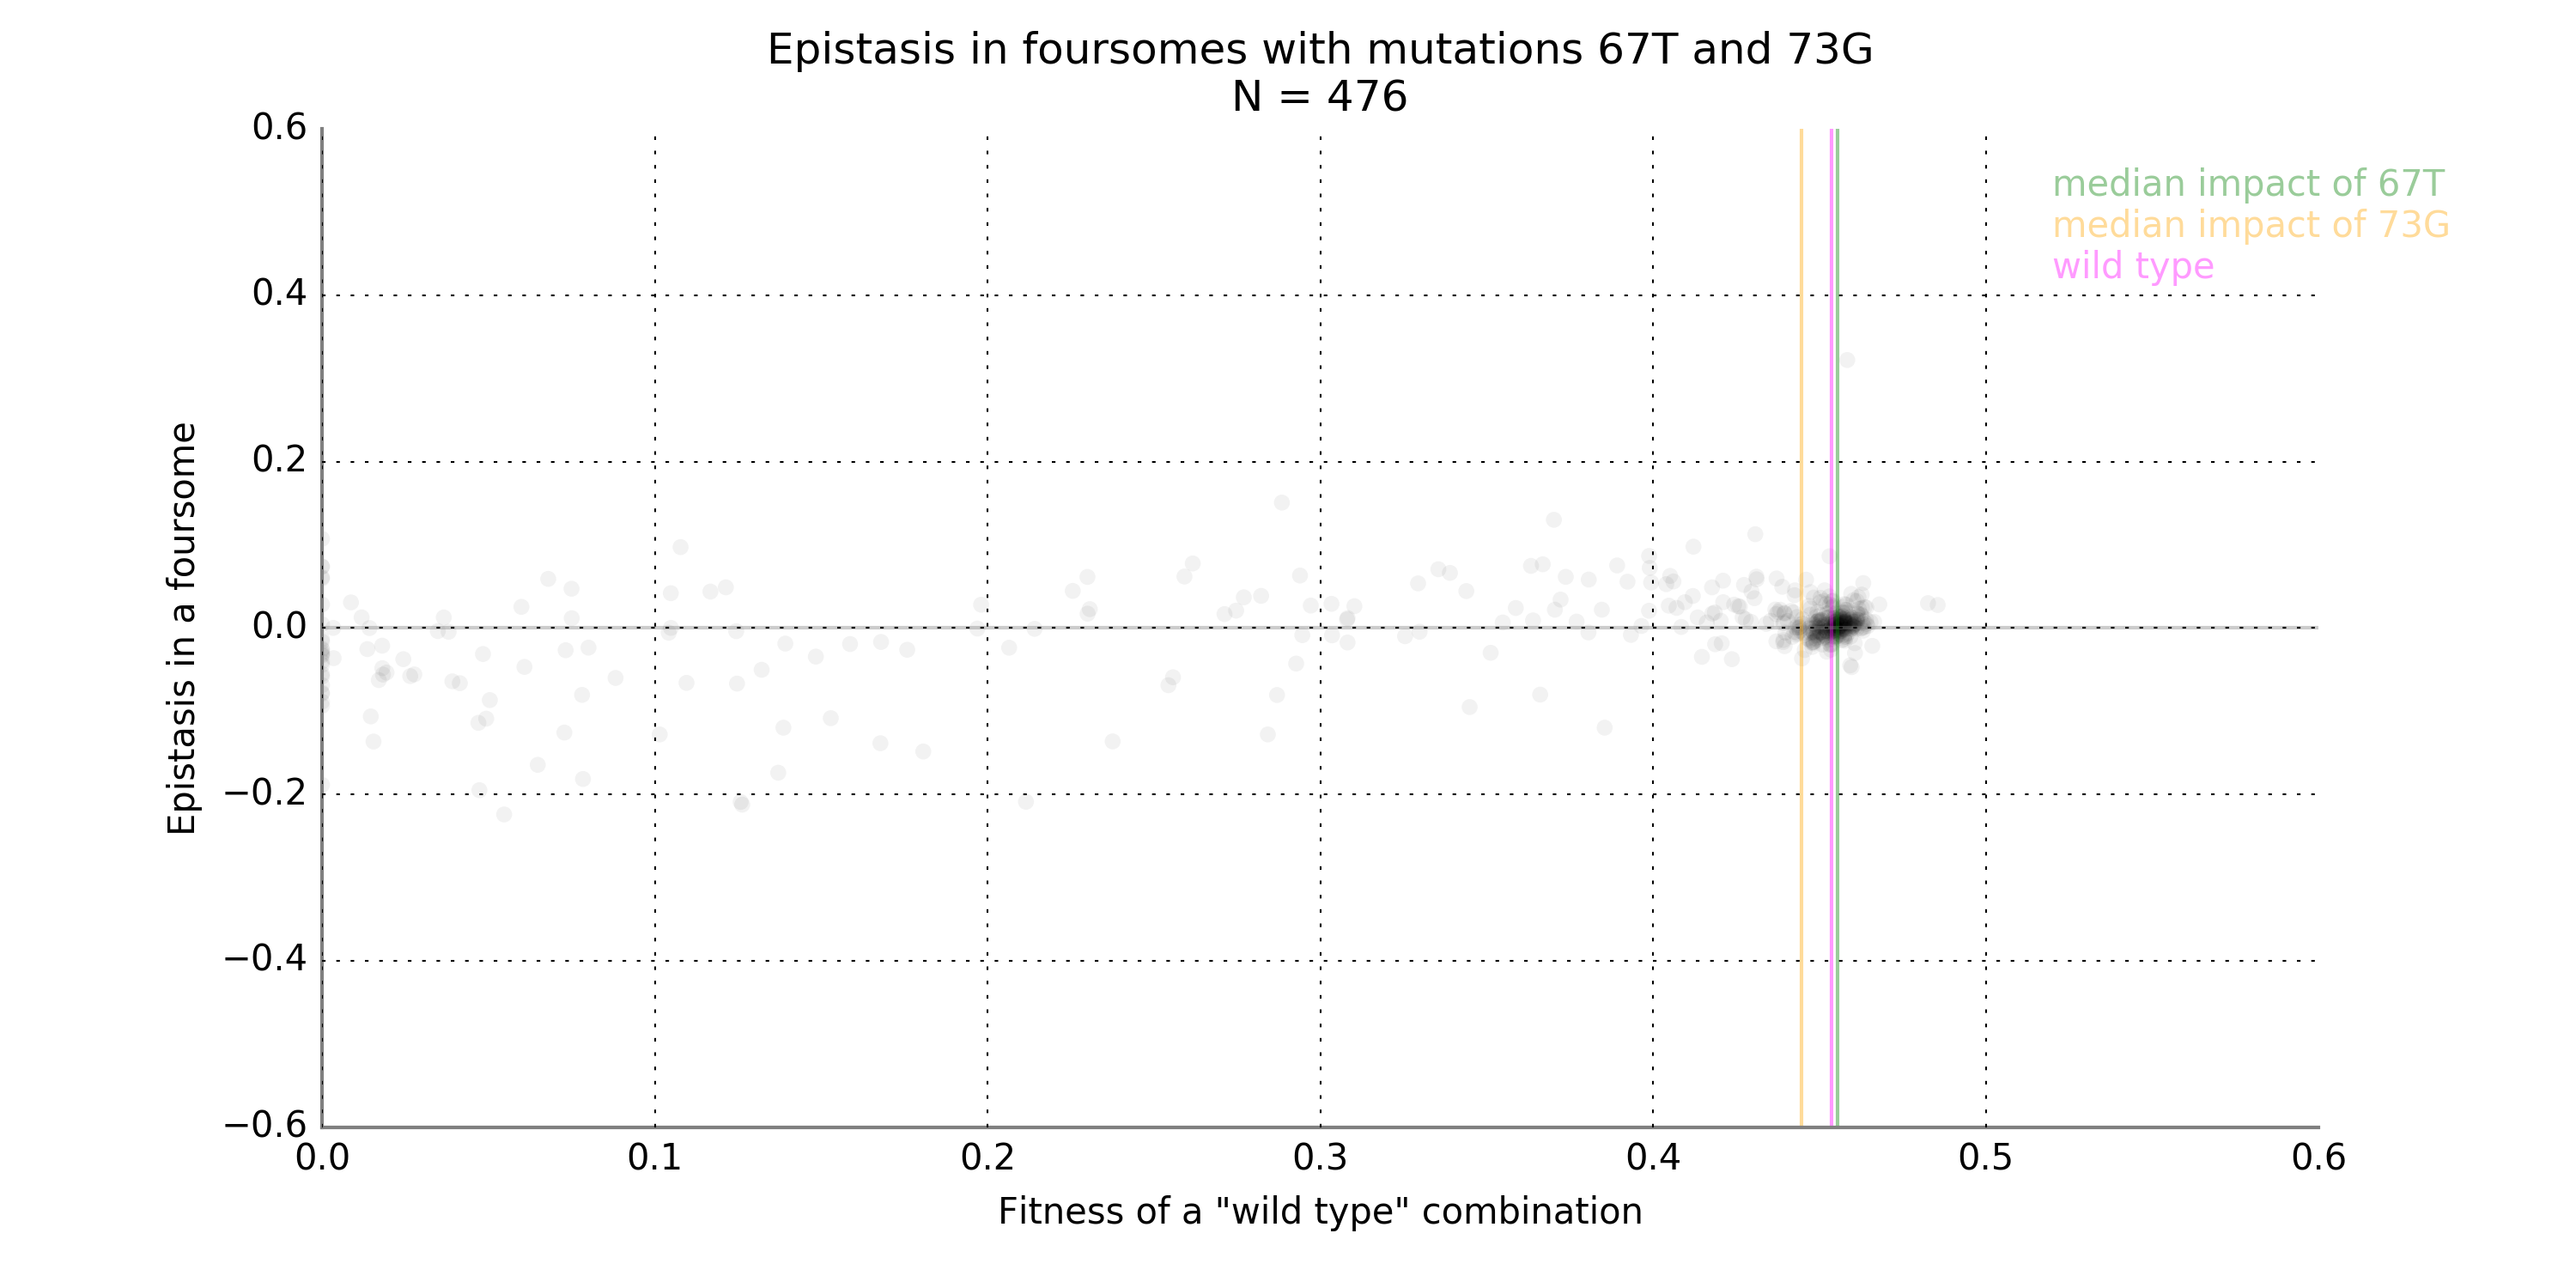 Epistasis in foursomes with mutations 67T and 73G
N = 476
0.6
median impact of 67T
median impact of 73G
wild type
0.4
0.2
0.0
−0.2
−0.4
−0.6
Epistasis in a foursome
0.0 0.1 0.2 0.3 0.4 0.5 0.6
Fitness of a "wild type" combination